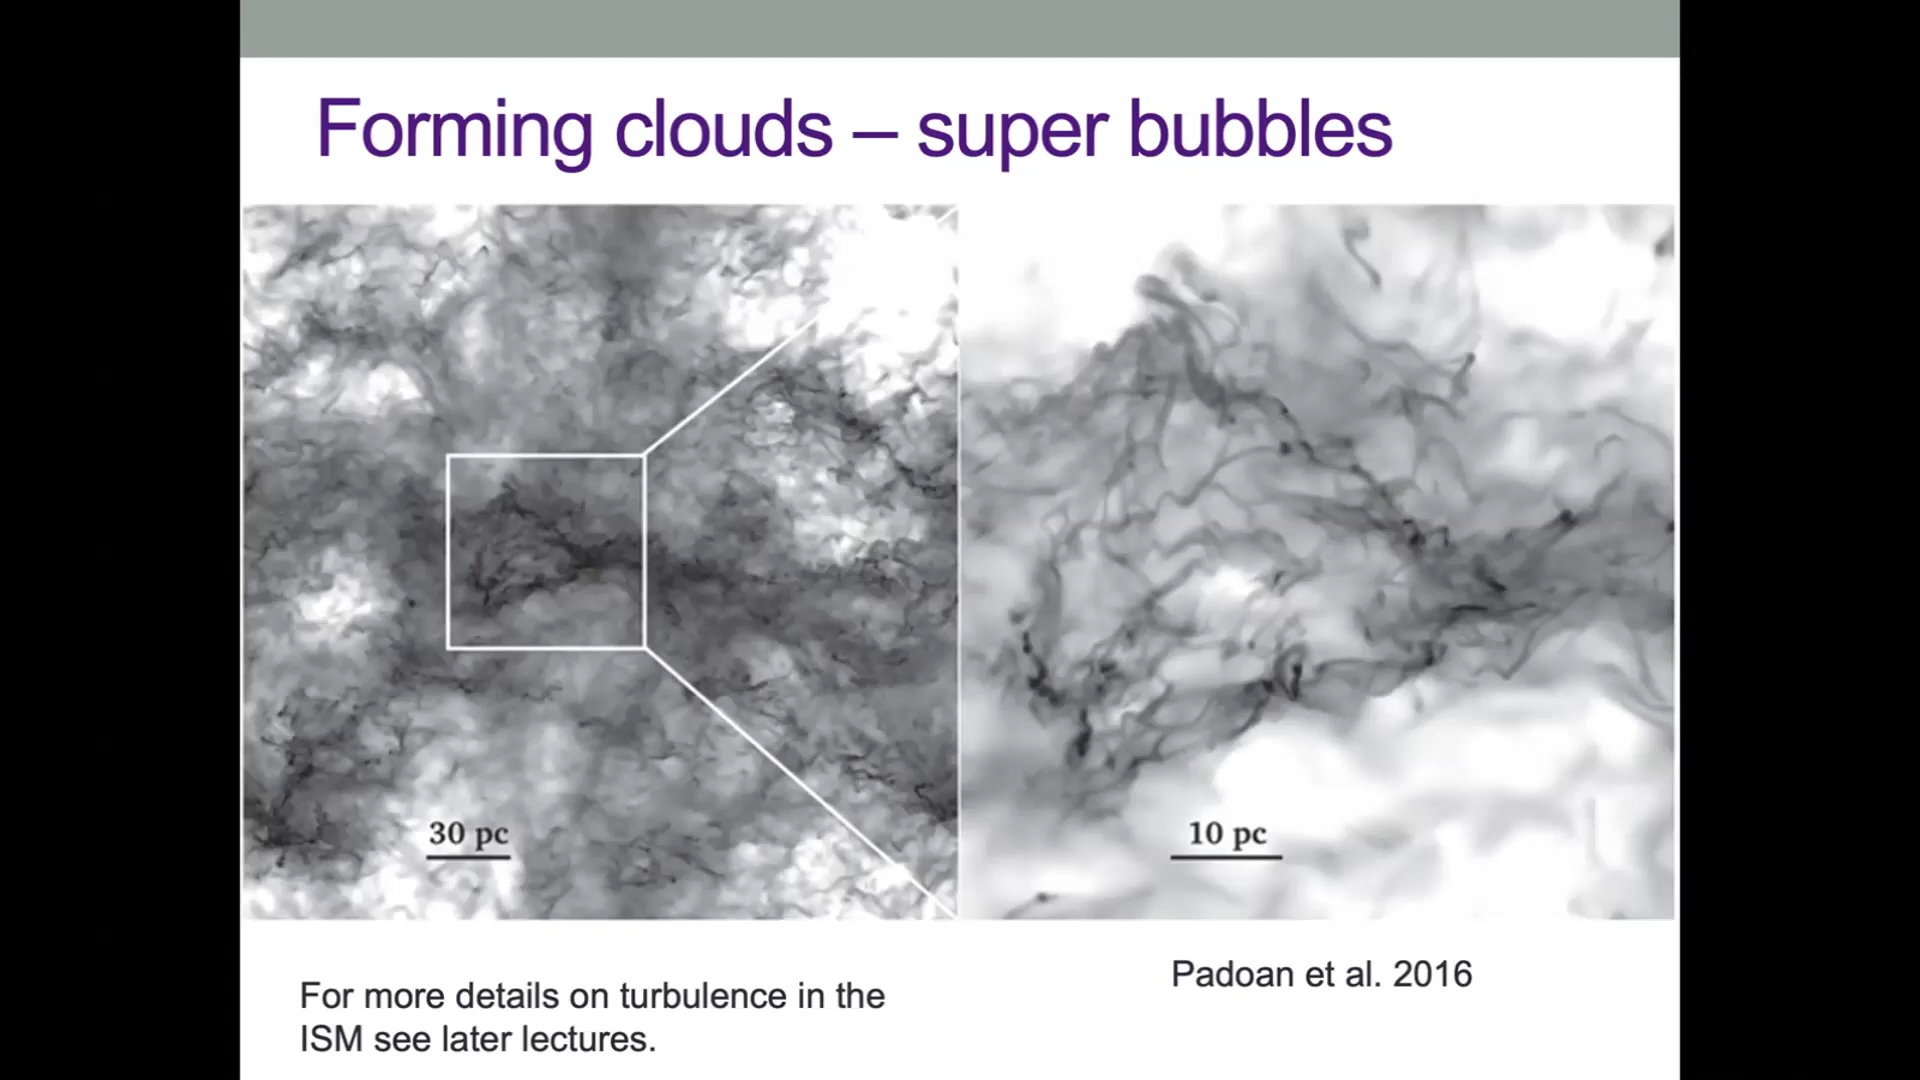 Forming clouds – super bubbles
30 pc
10 pc
Padoan et al. 2016
For more details on turbulence in the
ISM see later lectures.